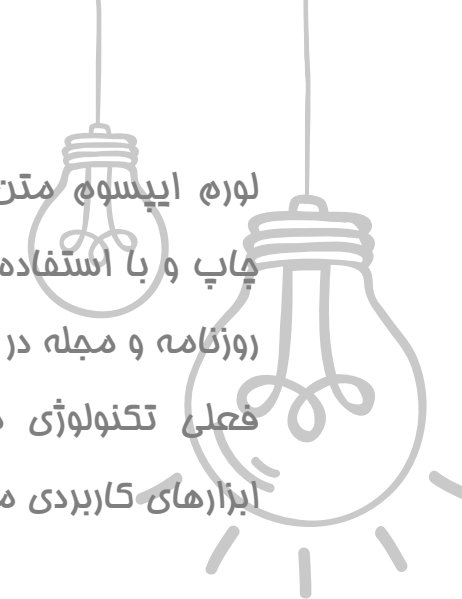 لورم ایپسوم متن
چاپ و با استفاده
روزنامه و مجله در
فعلی تکنولوژی
ابزارهای کاربردی